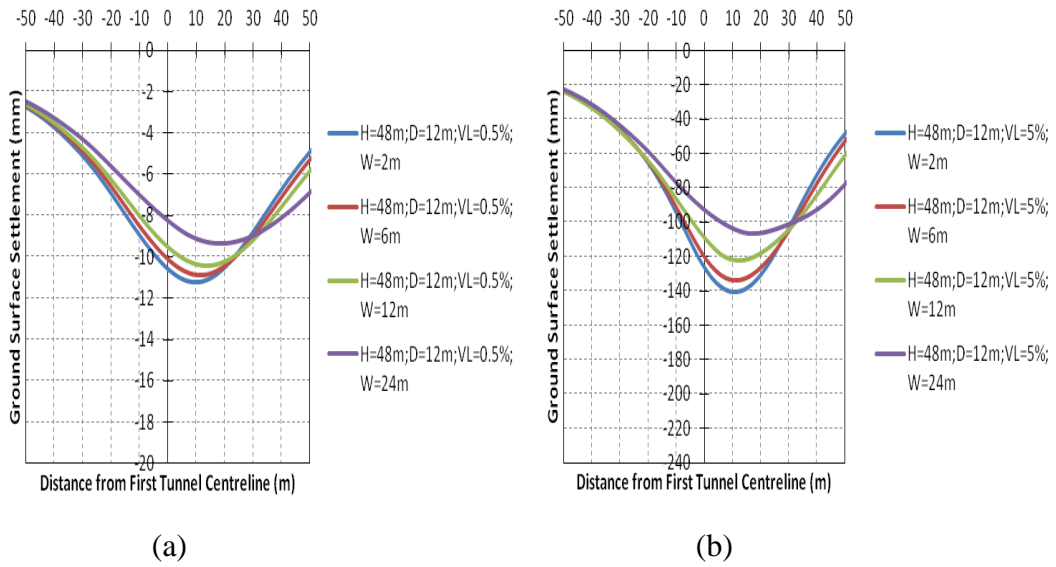 -50 -40 -30 -20 -10 0 10 20 30 40 50
0
-2
-4
-6
-8
-10
-12
-14
-16
-18
-20
Ground Surface Settlement (mm)
Distance from First Tunnel Centreline (m)
H=48m;D=12m;VL=0.5%;
W=2m
H=48m;D=12m;VL=0.5%;
W=6m
H=48m;D=12m;VL=0.5%;
W=12m
H=48m;D=12m;VL=0.5%;
W=24m
(a)
-50 -40 -30 -20 -10 0 10 20 30 40 50
0
-20
-40
-60
-80
-100
-120
-140
-160
-180
-200
-220
-240
Ground Surface Settlement (mm)
Distance from First Tunnel Centreline (m)
H=48m;D=12m;VL=5%;
W=2m
H=48m;D=12m;VL=5%;
W=6m
H=48m;D=12m;VL=5%;
W=12m
H=48m;D=12m;VL=5%;
W=24m
(b)